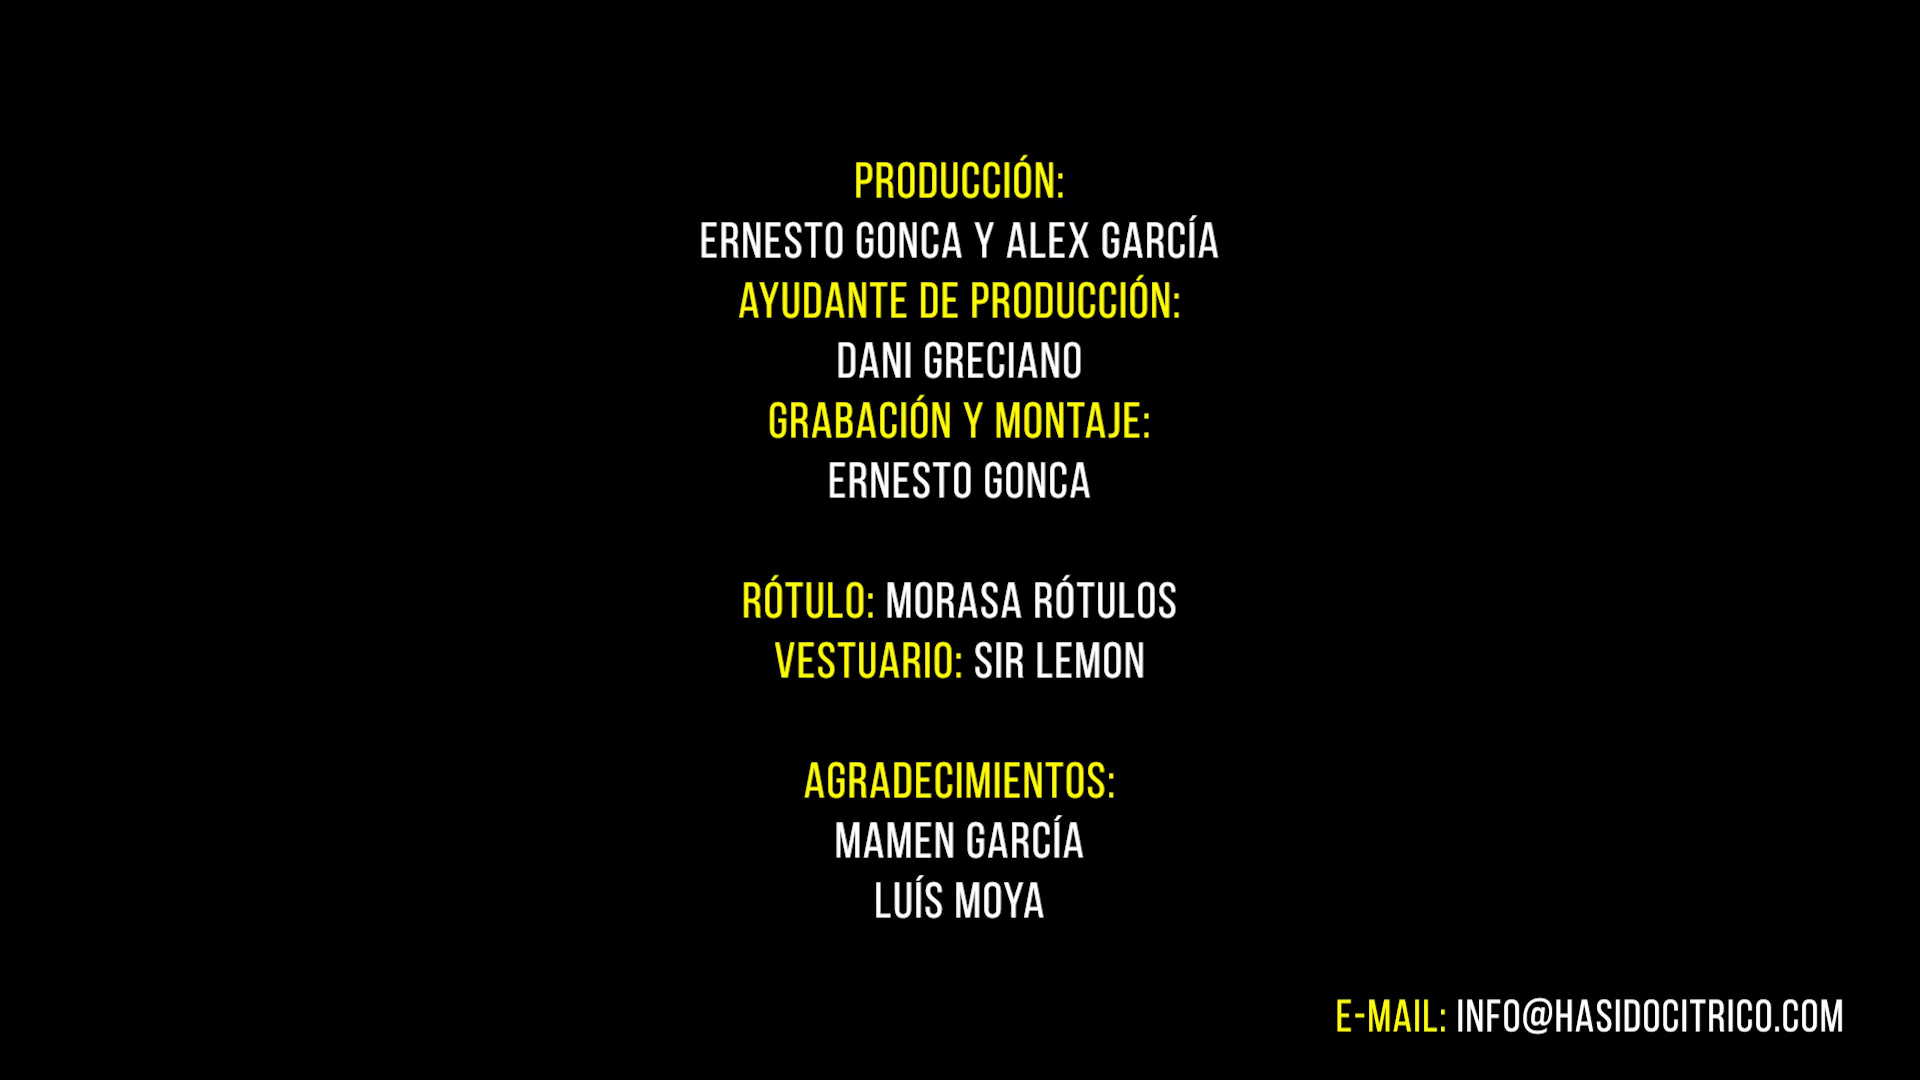 PRODUCCIÓN:
ERNESTO GONCA Y ALEX GARCÍA
AYUDANTE DE PRODUCCIÓN:
DANI GRECIANO
GRABACIÓN Y MONTAJE:
ERNESTO GONCA
RÓTULO: MORASA RÓTULOS
VESTUARIO: SIR LEMON
AGRADECIMIENTOS:
MAMEN GARCÍA
LUÍS MOYA
E-MAIL: INFO@HASIDOCITRICO.COM